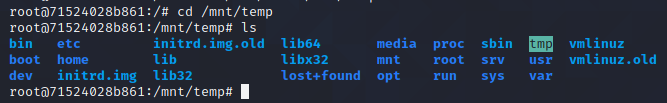 root@71524028b861:/# cd /mnt/temp
root@71524028b861:/mnt/temp# ls
bin etc initrd.img.old lib64 media proc sbin tmp vmlinuz
boot home lib libx32 mnt root srv usr vmlinuz.old
dev initrd.img lib32 lost+found opt run sys var
root@71524028b861:/mnt/temp#